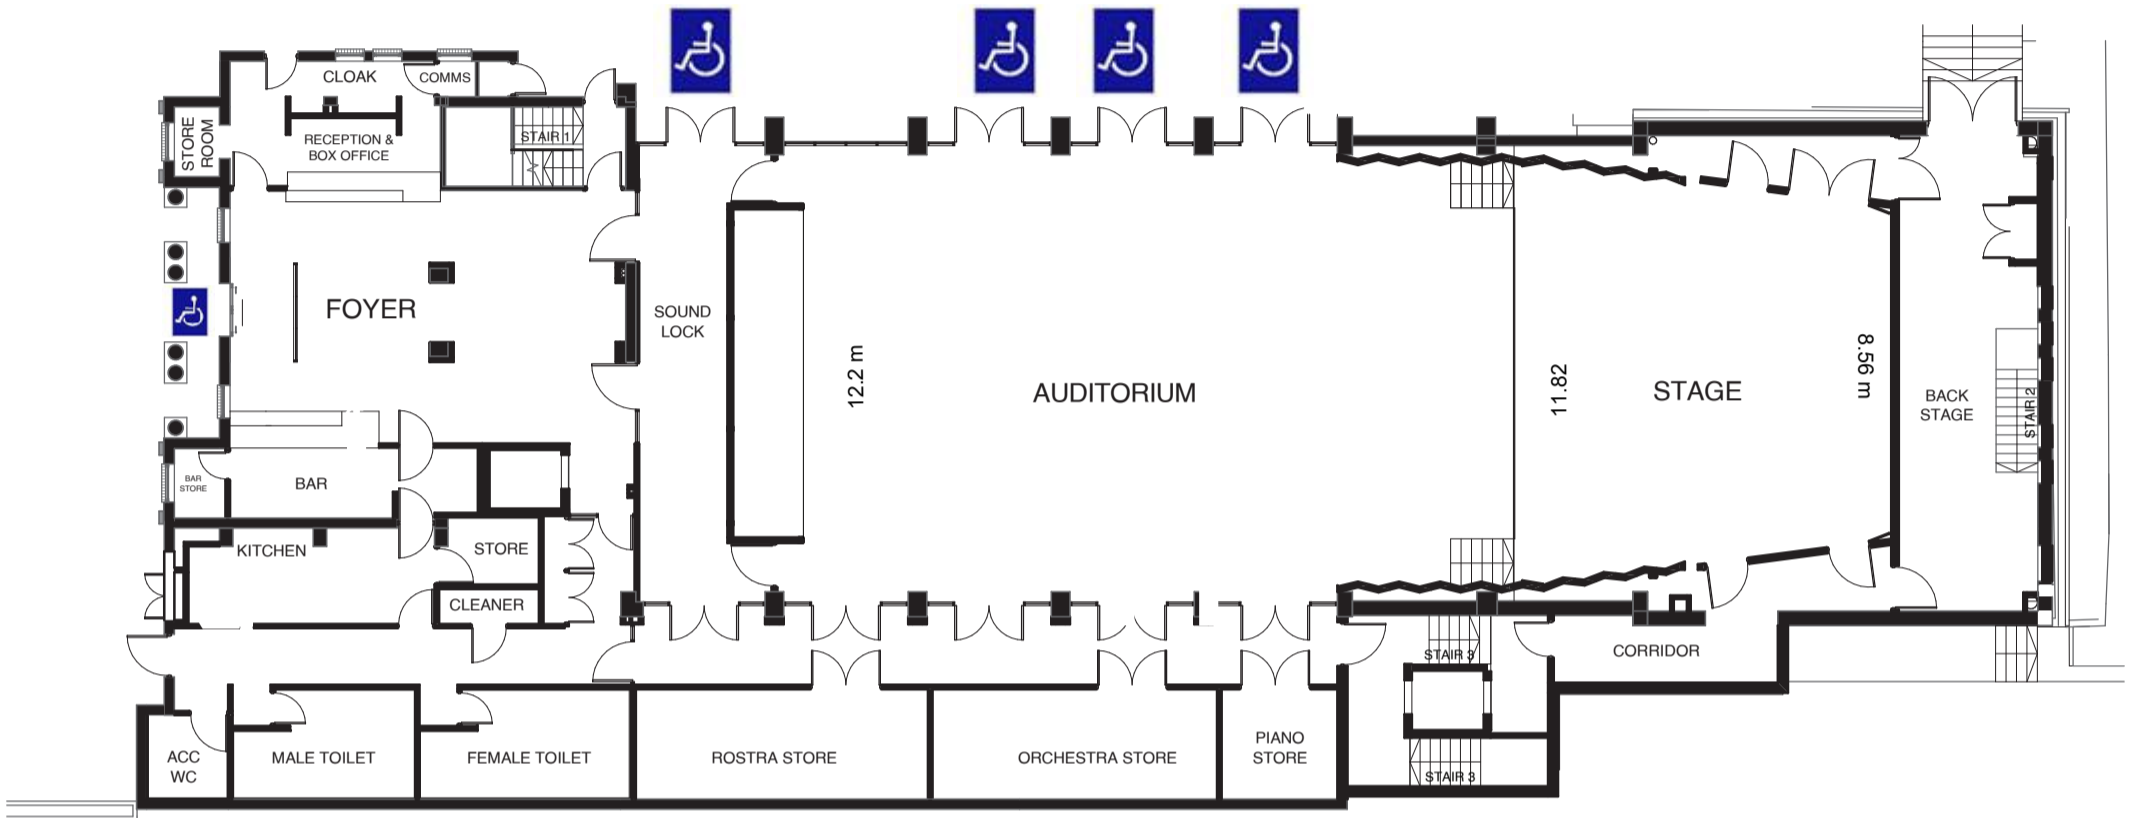 CLOAK
COMMS
STORE
ROOM
RECEPTION &
BOX OFFICE
STAIR 1
FOYER
SOUND
LOCK
12.2 m
AUDITORIUM
11.82
STAGE
8.56 m
BACK
STAGE
STAIR 2
BAR
STORE
BAR
KITCHEN
STORE
CLEANER
STAIR 3
CORRIDOR
ACC
WC
MALE TOILET
FEMALE TOILET
ROSTRA STORE
ORCHESTRA STORE
PIANO
STORE
STAIR 3